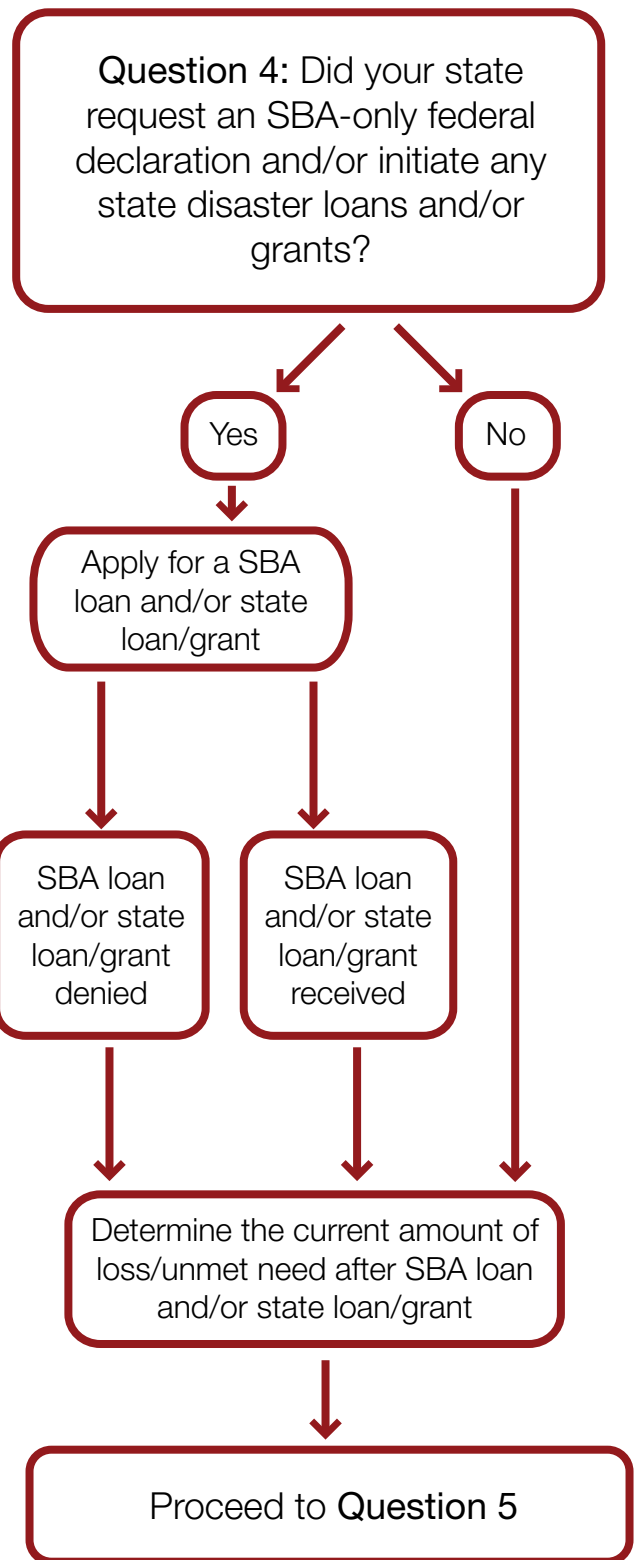 Question 4: Did your state
request an SBA-only federal
declaration and/or initiate any
state disaster loans and/or
grants?
Yes
No
Apply for a SBA
loan and/or state
loan/grant
SBA loan
and/or state
loan/grant
denied
SBA loan
and/or state
loan/grant
received
Determine the current amount of
loss/unmet need after SBA loan
and/or state loan/grant
Proceed to Question 5